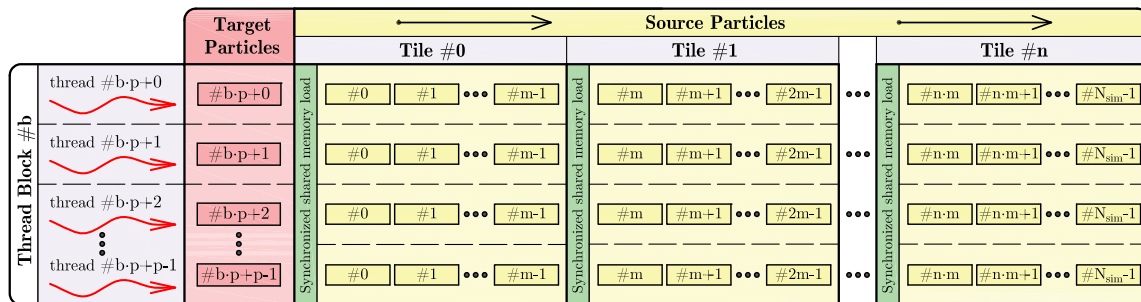 Target Particles
Source Particles
Tile #0
Tile #1
Tile #n
Thread Block #b
Synchronized shared memory load
Synchronized shared memory load
Synchronized shared memory load
thread #b·p+0
#b·p+0
#0 #1 ••• #m-1
#m #m+1 ••• #2m-1 •••
#n·m #n·m+1 ••• #N_sim-1
thread #b·p+1
#b·p+1
#0 #1 ••• #m-1
#m #m+1 ••• #2m-1 •••
#n·m #n·m+1 ••• #N_sim-1
thread #b·p+2
#b·p+2
#0 #1 ••• #m-1
#m #m+1 ••• #2m-1 •••
#n·m #n·m+1 ••• #N_sim-1
thread #b·p+p-1
#b·p+p-1
#0 #1 ••• #m-1
#m #m+1 ••• #2m-1 •••
#n·m #n·m+1 ••• #N_sim-1